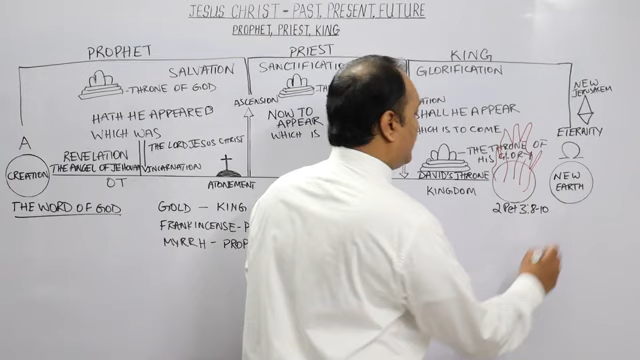 JESUS CHRIST - PAST, PRESENT, FUTURE
PROPHET, PRIEST, KING
PROPHET
SALVATION
THRONE OF GOD
HATH HE APPEARED
WHICH WAS
THE LORD JESUS CHRIST
REVELATION
THE ANGEL OF JEHOVAH
INCARNATION
A
CREATION
OT
ATONEMENT
THE WORD OF GOD
GOLD - KING
FRANKINCENSE - P
MYRRH - PROP
PRIEST
SANCTIFICATION
ASCENSION
NOW TO
APPEAR
WHICH IS
KING
GLORIFICATION
SHALL HE APPEAR
WHICH IS TO COME
THE THRONE OF
HIS GLORY
DAVID'S THRONE
KINGDOM
2 Pet 3.8-10
NEW
JERUSALEM
ETERNITY
Ω
NEW
EARTH